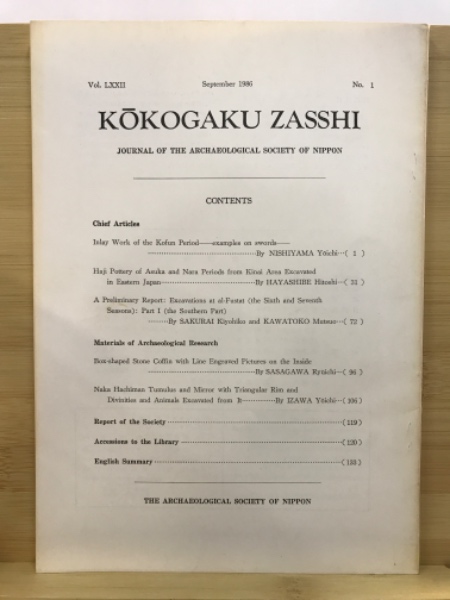 Vol. LXXII September 1986 No. 1
KŌKOGAKU ZASSHI
JOURNAL OF THE ARCHAEOLOGICAL SOCIETY OF NIPPON
CONTENTS
Chief Articles
Inlay Work of the Kofun Period——examples on swords——
By NISHIYAMA Yōichi…( 1 )
Haji Pottery of Asuka and Nara Periods from Kinai Area Excavated
in Eastern Japan………By HAYASHIBE Hitoshi…( 31 )
A Preliminary Report: Excavations at al-Fustat (the Sixth and Seventh
Seasons): Part I (the Southern Part)
………By SAKURAI Kiyohiko and KAWATOKO Mutsuo…( 72 )
Materials of Archaeological Research
Box-shaped Stone Coffin with Line Engraved Pictures on the Inside
………By SASAGAWA Ryūichi…( 96 )
Naka Hachiman Tumulus and Mirror with Triangular Rim and
Divinities and Animals Excavated from It………By IZAWA Yōichi…(106)
Report of the Society………(119)
Accessions to the Library………(120)
English Summary………(133)
THE ARCHAEOLOGICAL SOCIETY OF NIPPON